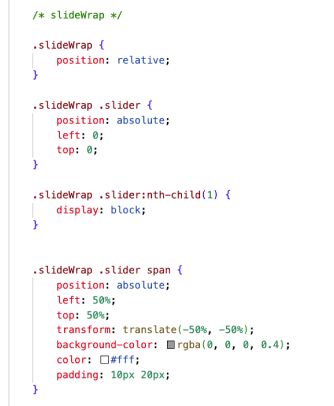 /* slideWrap */
.slideWrap {
position: relative;
}
.slideWrap .slider {
position: absolute;
left: 0;
top: 0;
}
.slideWrap .slider:nth-child(1) {
display: block;
}
.slideWrap .slider span {
position: absolute;
left: 50%;
top: 50%;
transform: translate(-50%, -50%);
background-color: rgba(0, 0, 0, 0.4);
color: #fff;
padding: 10px 20px;
}